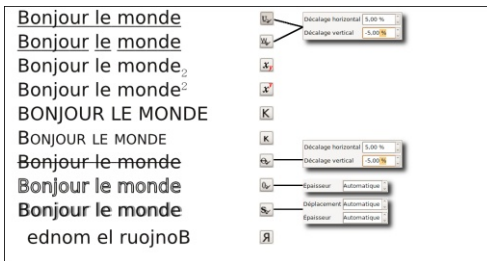 Bonjour le monde
Bonjour le monde
Bonjour le monde2
Bonjour le monde2
BONJOUR LE MONDE
BONJOUR LE MONDE
Bonjour le monde
Bonjour le monde
Bonjour le monde
ednom el ruojnoB
U
W
x
x
K
K
O
S
Я
Décalage horizontal 5,00 %
Décalage vertical -5,00 %
Décalage horizontal 5,00 %
Décalage vertical -5,00 %
Epaisseur Automatique
Déplacement Automatique
Epaisseur Automatique